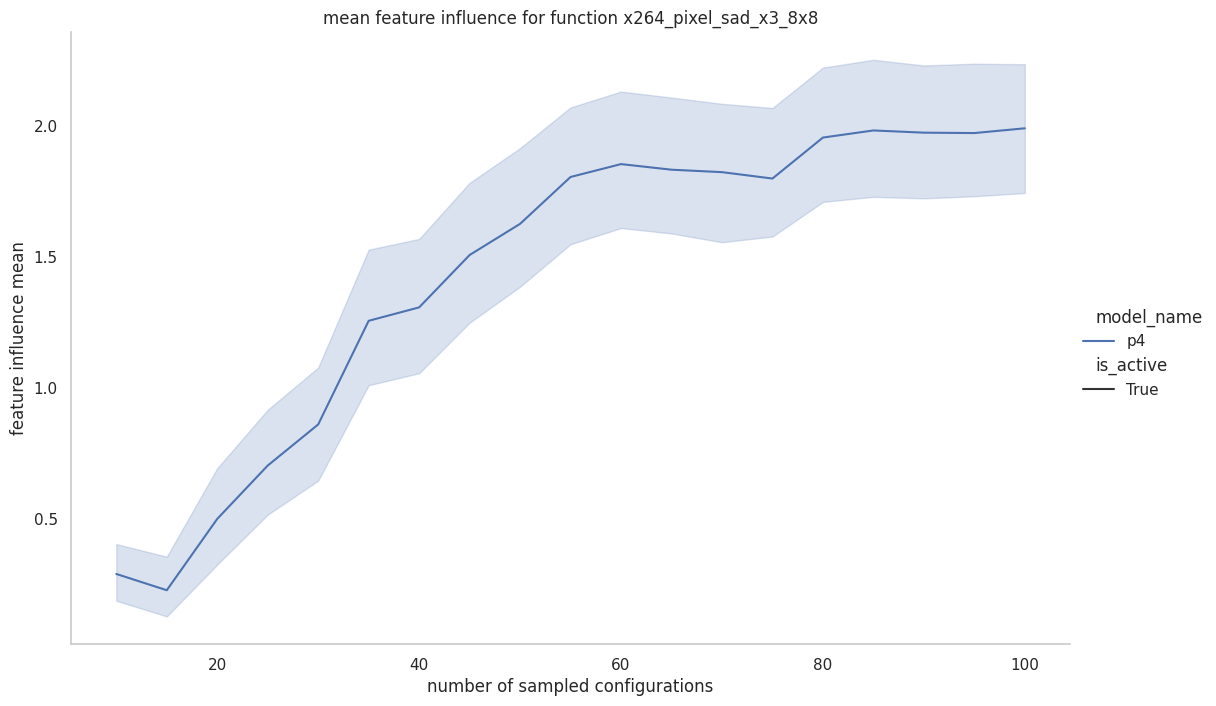 mean feature influence for function x264_pixel_sad_x3_8x8
2.0
1.5
1.0
0.5
feature influence mean
20 40 60 80 100
number of sampled configurations
model_name
p4
is_active
True